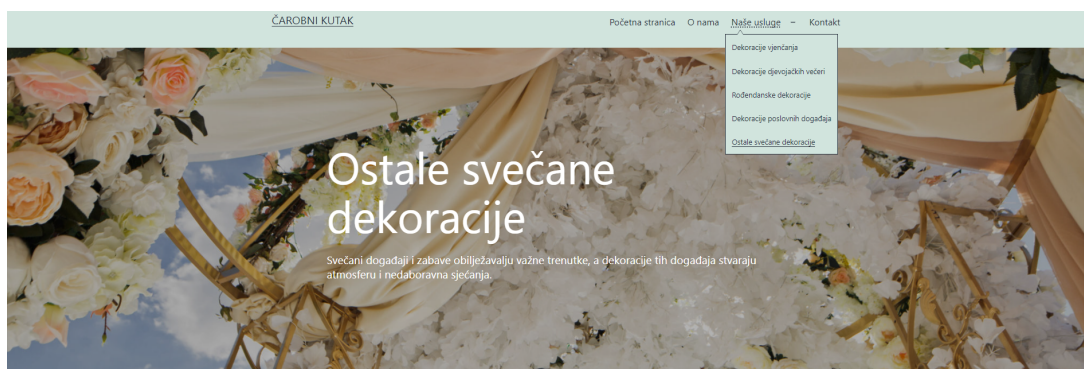 ČAROBNI KUTAK
Početna stranica O nama Naše usluge – Kontakt
Dekoracije vjenčanja
Dekoracije djevojačkih večeri
Rođendanske dekoracije
Dekoracije poslovnih događaja
Ostale svečane dekoracije
Ostale svečane
dekoracije
Svečani događaji i zabave obilježavalju važne trenutke, a dekoracije tih događaja stvaraju
atmosferu i nedaboravna sjećanja.